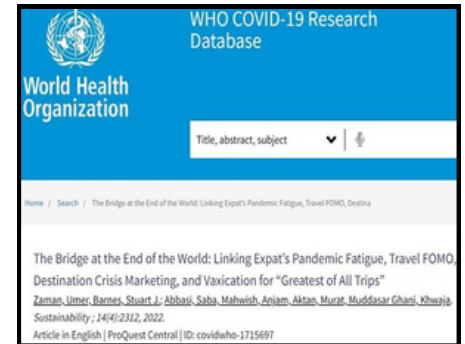 WHO COVID-19 Research
Database
World Health
Organization
Title, abstract, subject
Home / Search / The Bridge at the End of the World: Linking Expat's Pandemic Fatigue, Travel FOMO, Destina
The Bridge at the End of the World: Linking Expat's Pandemic Fatigue, Travel FOMO,
Destination Crisis Marketing, and Vaxication for “Greatest of All Trips”
Zaman, Umer, Barnes, Stuart J.; Abbasi, Saba, Mahwish, Anjam, Aktan, Murat, Muddasar Ghani, Khwaja.
Sustainability ; 14(4):2312, 2022.
Article in English | ProQuest Central | ID: covidwho-1715697